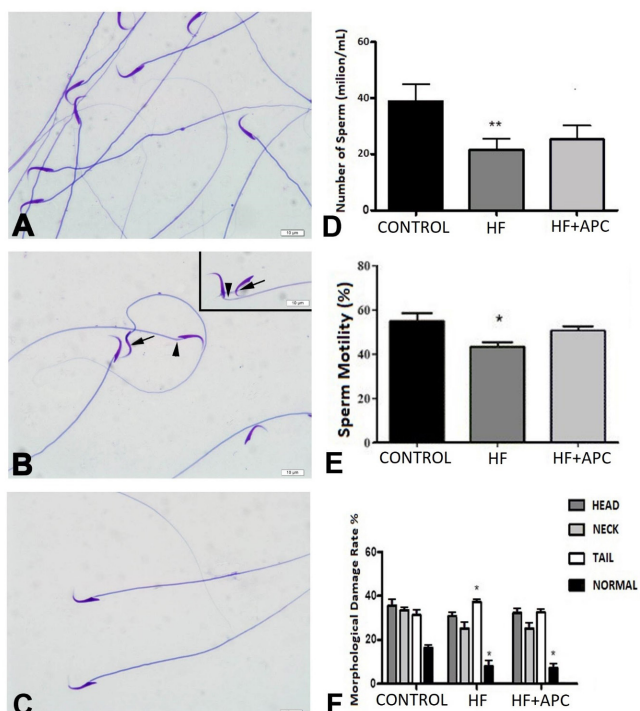 A
10 µm
Number of Sperm (milion/mL)
60
40
20
0
**
CONTROL HF HF+APC
D
B
10 µm
10 µm
Sperm Motility (%)
80
60
40
20
0
*
CONTROL HF HF+APC
E
C
HEAD
NECK
TAIL
NORMAL
Morphological Damage Rate %
60
40
20
0
*
*
*
CONTROL HF HF+APC
F